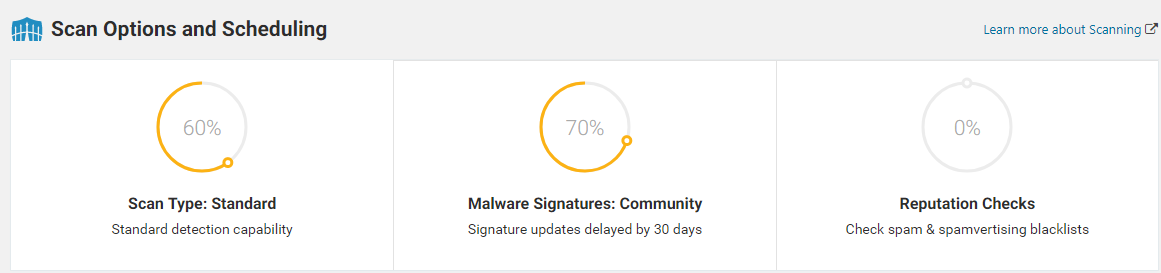 Scan Options and Scheduling
Learn more about Scanning
60%
70%
0%
Scan Type: Standard
Malware Signatures: Community
Reputation Checks
Standard detection capability
Signature updates delayed by 30 days
Check spam & spamvertising blacklists